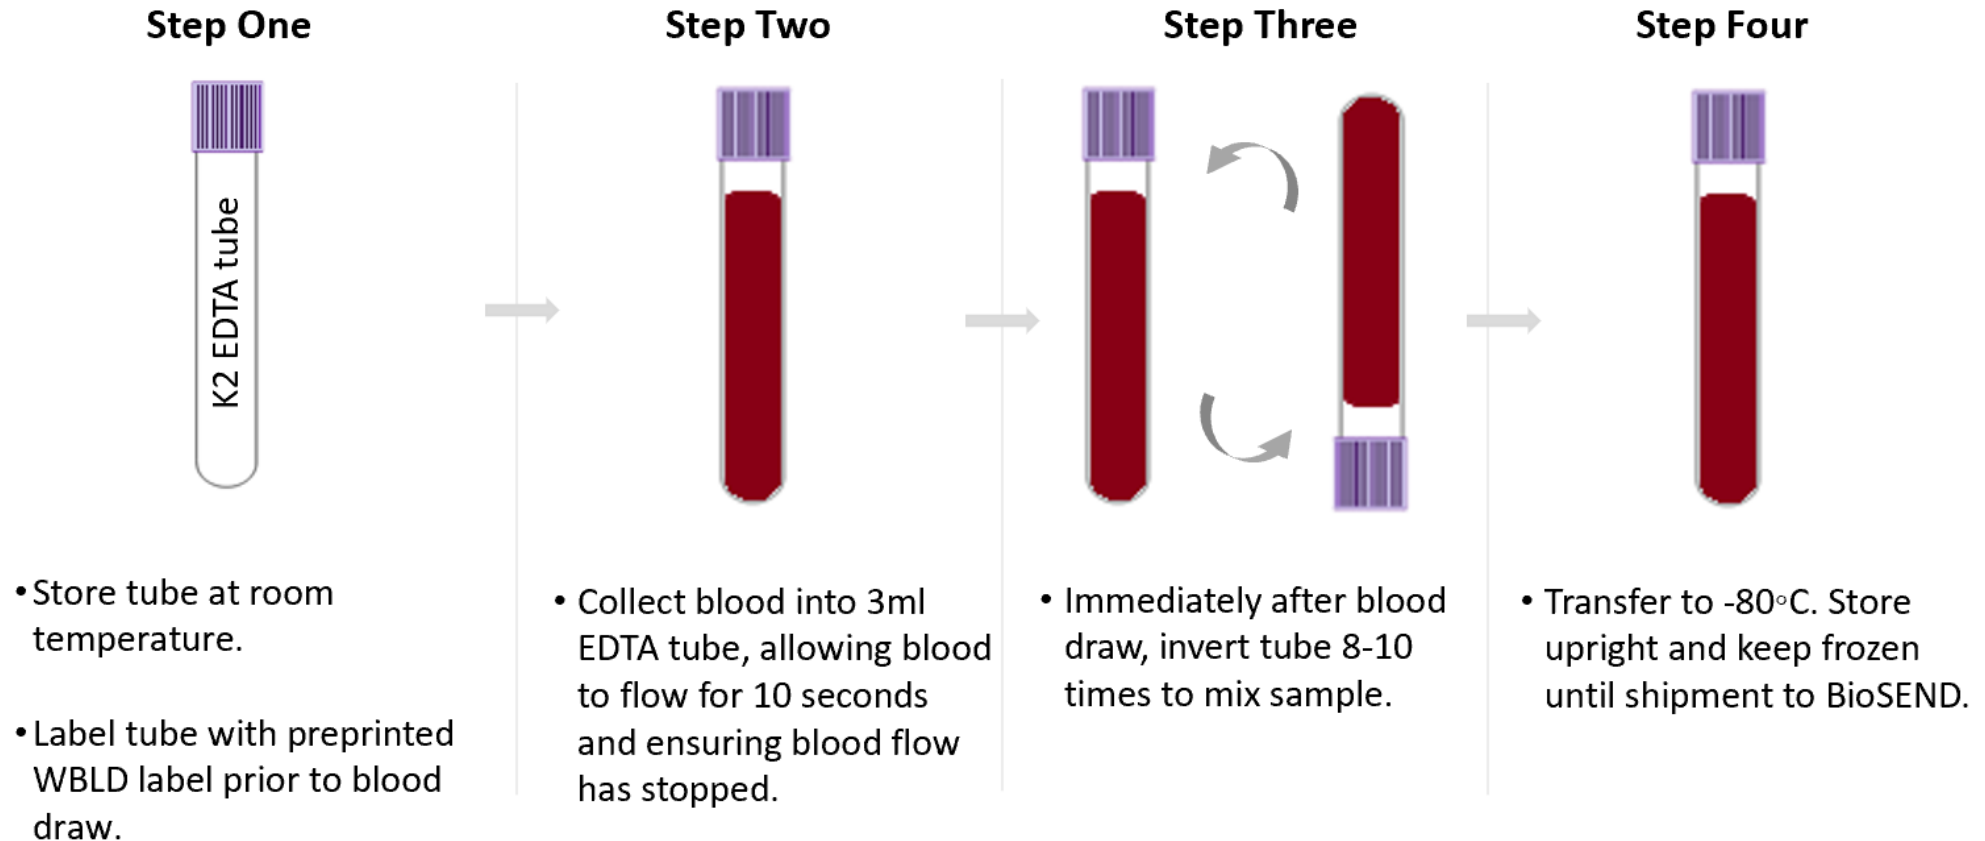 Step One
K2 EDTA tube
• Store tube at room
temperature.
• Label tube with preprinted
WBLD label prior to blood
draw.
Step Two
• Collect blood into 3ml
EDTA tube, allowing blood
to flow for 10 seconds
and ensuring blood flow
has stopped.
Step Three
• Immediately after blood
draw, invert tube 8-10
times to mix sample.
Step Four
• Transfer to -80◦C. Store
upright and keep frozen
until shipment to BioSEND.